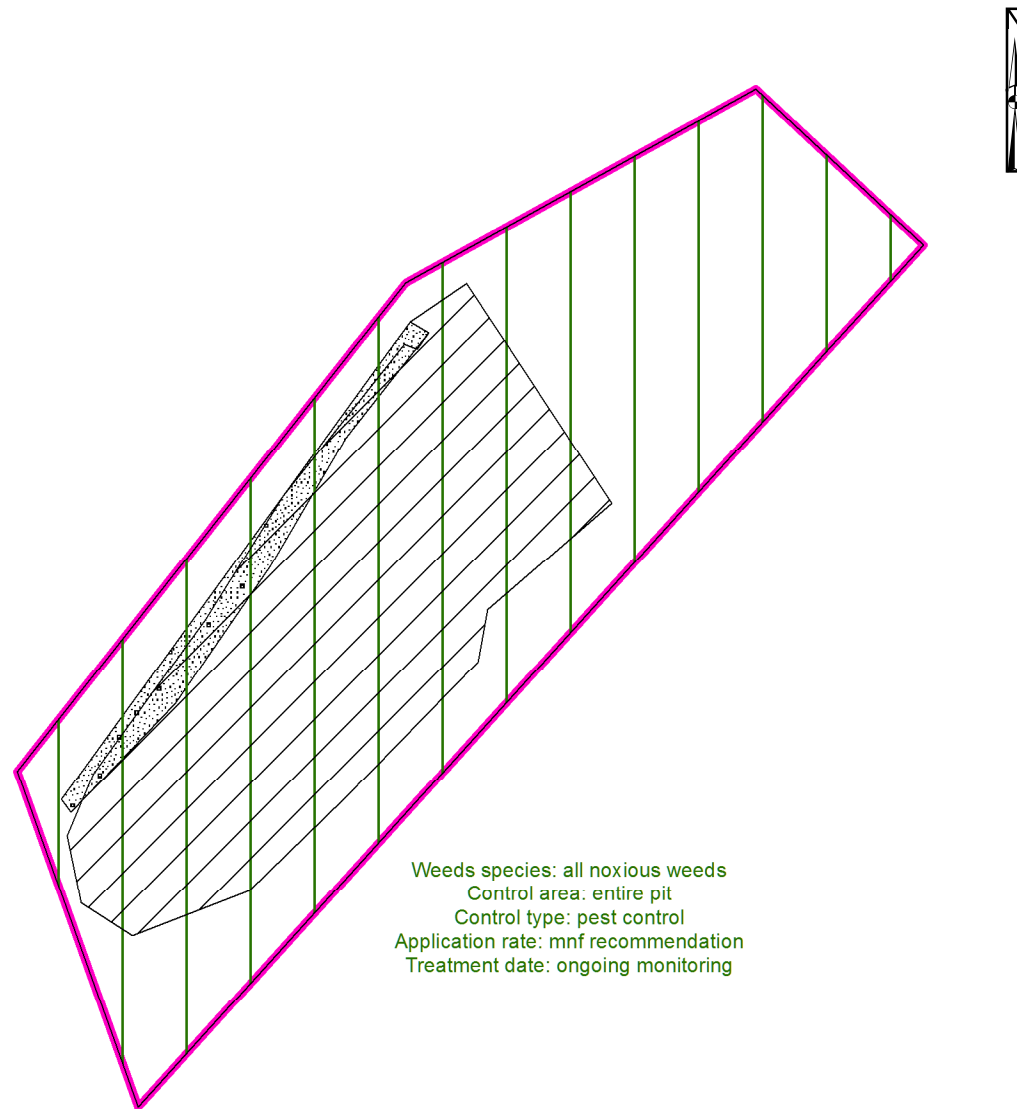 Weeds species: all noxious weeds
Control area: entire pit
Control type: pest control
Application rate: mnf recommendation
Treatment date: ongoing monitoring